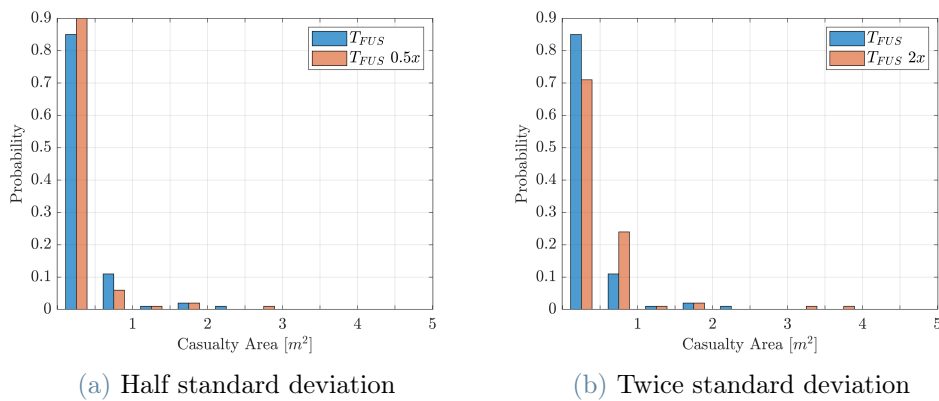 0.9
0.8
0.7
0.6
0.5
0.4
0.3
0.2
0.1
0
Probability
1 2 3 4 5
Casualty Area [m²]
T_FUS
T_FUS 0.5x
(a) Half standard deviation
0.9
0.8
0.7
0.6
0.5
0.4
0.3
0.2
0.1
0
Probability
1 2 3 4 5
Casualty Area [m²]
T_FUS
T_FUS 2x
(b) Twice standard deviation